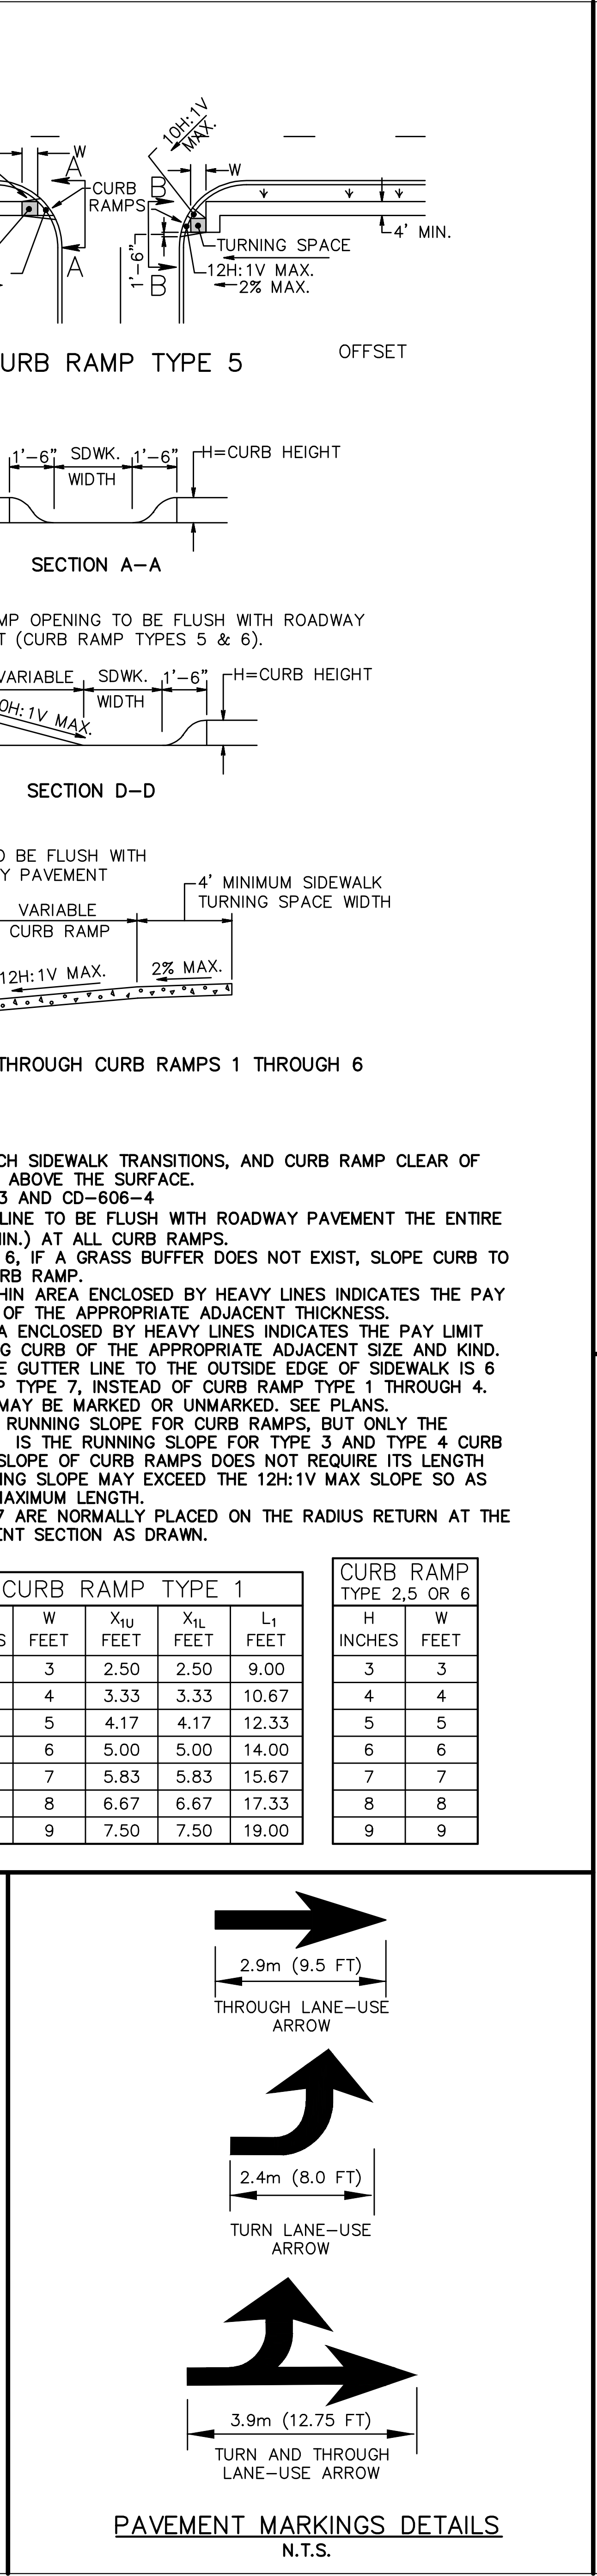 10H:1V
MAX.
W
A
CURB
RAMPS
A
B
W
B
1'-6"
4' MIN.
TURNING SPACE
12H:1V MAX.
2% MAX.
URB RAMP TYPE 5
OFFSET
1'-6" SDWK. 1'-6"
WIDTH
H=CURB HEIGHT
SECTION A-A
MP OPENING TO BE FLUSH WITH ROADWAY
T (CURB RAMP TYPES 5 & 6).
VARIABLE SDWK. 1'-6"
WIDTH
H=CURB HEIGHT
0H:1V MAX.
SECTION D-D
O BE FLUSH WITH
Y PAVEMENT
4' MINIMUM SIDEWALK
TURNING SPACE WIDTH
VARIABLE
CURB RAMP
12H:1V MAX.
2% MAX.
THROUGH CURB RAMPS 1 THROUGH 6
CH SIDEWALK TRANSITIONS, AND CURB RAMP CLEAR OF
ABOVE THE SURFACE.
3 AND CD-606-4
LINE TO BE FLUSH WITH ROADWAY PAVEMENT THE ENTIRE
IN.) AT ALL CURB RAMPS.
6, IF A GRASS BUFFER DOES NOT EXIST, SLOPE CURB TO
RB RAMP.
HIN AREA ENCLOSED BY HEAVY LINES INDICATES THE PAY
OF THE APPROPRIATE ADJACENT THICKNESS.
A ENCLOSED BY HEAVY LINES INDICATES THE PAY LIMIT
G CURB OF THE APPROPRIATE ADJACENT SIZE AND KIND.
E GUTTER LINE TO THE OUTSIDE EDGE OF SIDEWALK IS 6
P TYPE 7, INSTEAD OF CURB RAMP TYPE 1 THROUGH 4.
MAY BE MARKED OR UNMARKED. SEE PLANS.
RUNNING SLOPE FOR CURB RAMPS, BUT ONLY THE
IS THE RUNNING SLOPE FOR TYPE 3 AND TYPE 4 CURB
SLOPE OF CURB RAMPS DOES NOT REQUIRE ITS LENGTH
ING SLOPE MAY EXCEED THE 12H:1V MAX SLOPE SO AS
MAXIMUM LENGTH.
7 ARE NORMALLY PLACED ON THE RADIUS RETURN AT THE
ENT SECTION AS DRAWN.
CURB RAMP TYPE 1
S W X1U X1L L1
FEET FEET FEET FEET
3 2.50 2.50 9.00
4 3.33 3.33 10.67
5 4.17 4.17 12.33
6 5.00 5.00 14.00
7 5.83 5.83 15.67
8 6.67 6.67 17.33
9 7.50 7.50 19.00
CURB RAMP
TYPE 2,5 OR 6
H W
INCHES FEET
3 3
4 4
5 5
6 6
7 7
8 8
9 9
2.9m (9.5 FT)
THROUGH LANE-USE
ARROW
2.4m (8.0 FT)
TURN LANE-USE
ARROW
3.9m (12.75 FT)
TURN AND THROUGH
LANE-USE ARROW
PAVEMENT MARKINGS DETAILS
N.T.S.